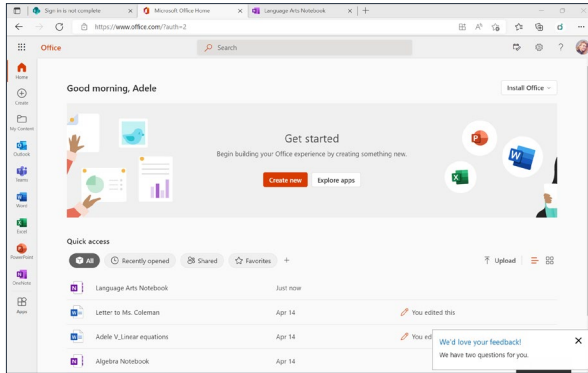 Sign in is not complete
Microsoft Office Home
Language Arts Notebook
https://www.office.com/?auth=2
Office
Search
Home
Create
My Content
Outlook
Teams
Word
Excel
PowerPoint
OneNote
Apps
Good morning, Adele
Install Office
Get started
Begin building your Office experience by creating something new.
Create new Explore apps
Quick access
All Recently opened Shared Favorites +
Upload
Language Arts Notebook Just now
Letter to Ms. Coleman Apr 14 You edited this
Adele V_Linear equations Apr 14 You ed
Algebra Notebook Apr 14
We'd love your feedback!
We have two questions for you.